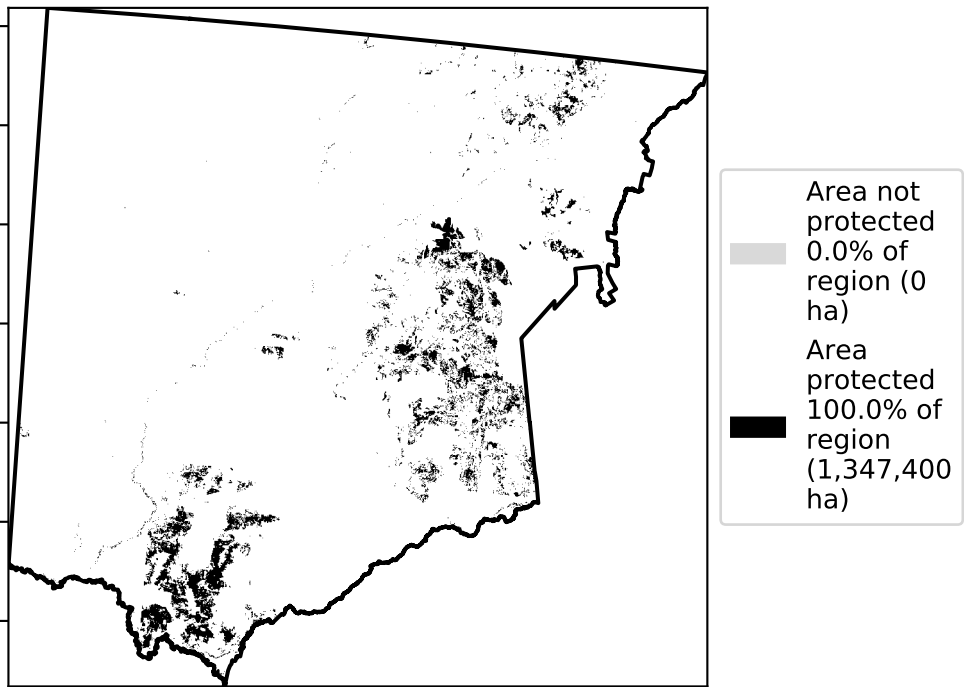 Area not
protected
0.0% of
region (0
ha)
Area
protected
100.0% of
region
(1,347,400
ha)